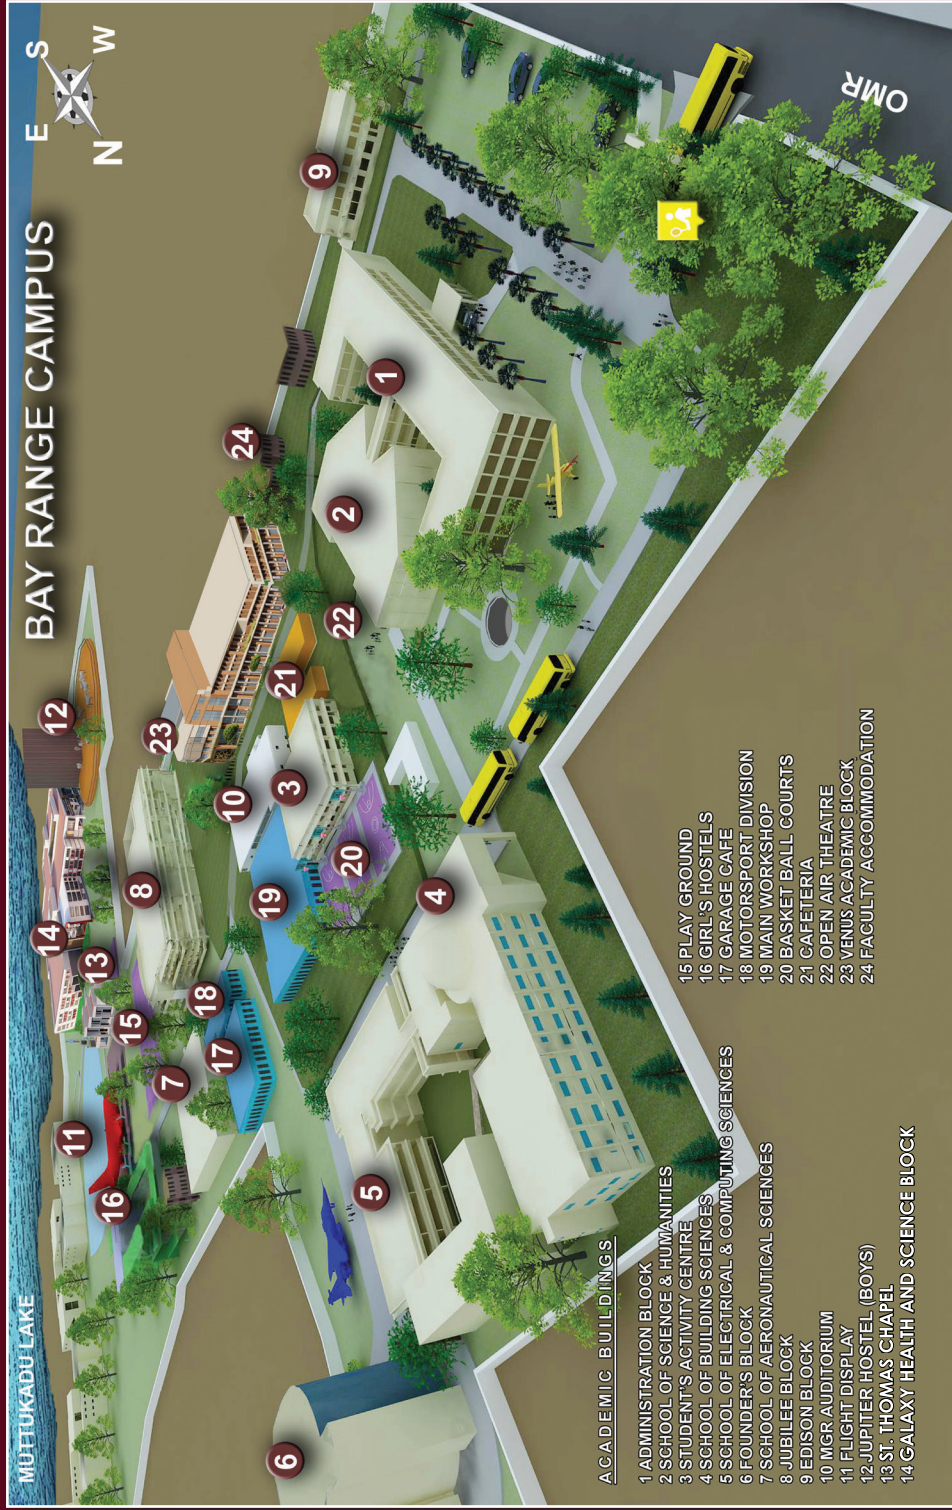 BAY RANGE CAMPUS
E
S
N
W
MUTTUKADU LAKE
OMR
9
1
24
2
22
12
23
21
10
3
8
19
20
4
14
13
15
18
17
7
11
16
5
6
ACADEMIC BUILDINGS
1 ADMINISTRATION BLOCK
2 SCHOOL OF SCIENCE & HUMANITIES
3 STUDENT'S ACTIVITY CENTRE
4 SCHOOL OF BUILDING SCIENCES
5 SCHOOL OF ELECTRICAL & COMPUTING SCIENCES
6 FOUNDER'S BLOCK
7 SCHOOL OF AERONAUTICAL SCIENCES
8 JUBILEE BLOCK
9 EDISON BLOCK
10 MGR AUDITORIUM
11 FLIGHT DISPLAY
12 JUPITER HOSTEL (BOYS)
13 ST. THOMAS CHAPEL
14 GALAXY HEALTH AND SCIENCE BLOCK
15 PLAY GROUND
16 GIRL'S HOSTELS
17 GARAGE CAFE
18 MOTORSPORT DIVISION
19 MAIN WORKSHOP
20 BASKET BALL COURTS
21 CAFETERIA
22 OPEN AIR THEATRE
23 VENUS ACADEMIC BLOCK
24 FACULTY ACCOMMODATION